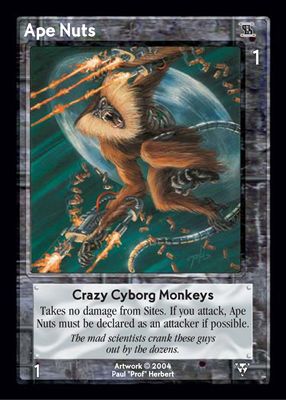 Ape Nuts
1
Crazy Cyborg Monkeys
Takes no damage from Sites. If you attack, Ape
Nuts must be declared as an attacker if possible.
The mad scientists crank these guys
out by the dozens.
1
Artwork © 2004
Paul "Prof" Herbert